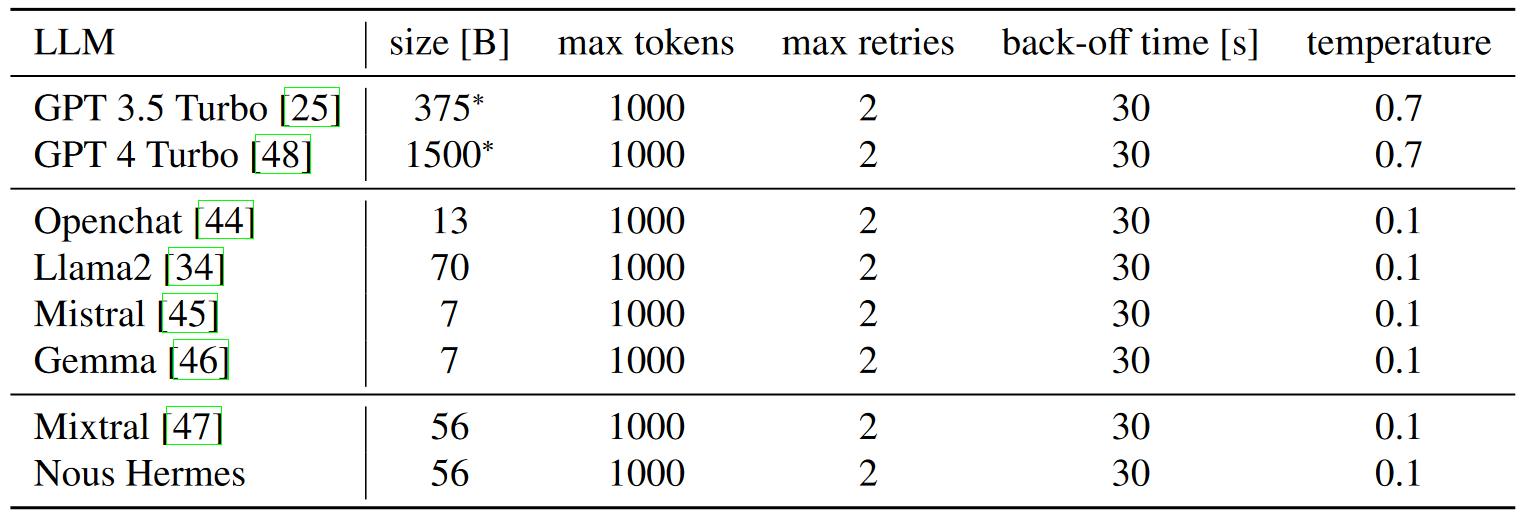 LLM size [B] max tokens max retries back-off time [s] temperature
GPT 3.5 Turbo [25] 375* 1000 2 30 0.7
GPT 4 Turbo [48] 1500* 1000 2 30 0.7
Openchat [44] 13 1000 2 30 0.1
Llama2 [34] 70 1000 2 30 0.1
Mistral [45] 7 1000 2 30 0.1
Gemma [46] 7 1000 2 30 0.1
Mixtral [47] 56 1000 2 30 0.1
Nous Hermes 56 1000 2 30 0.1